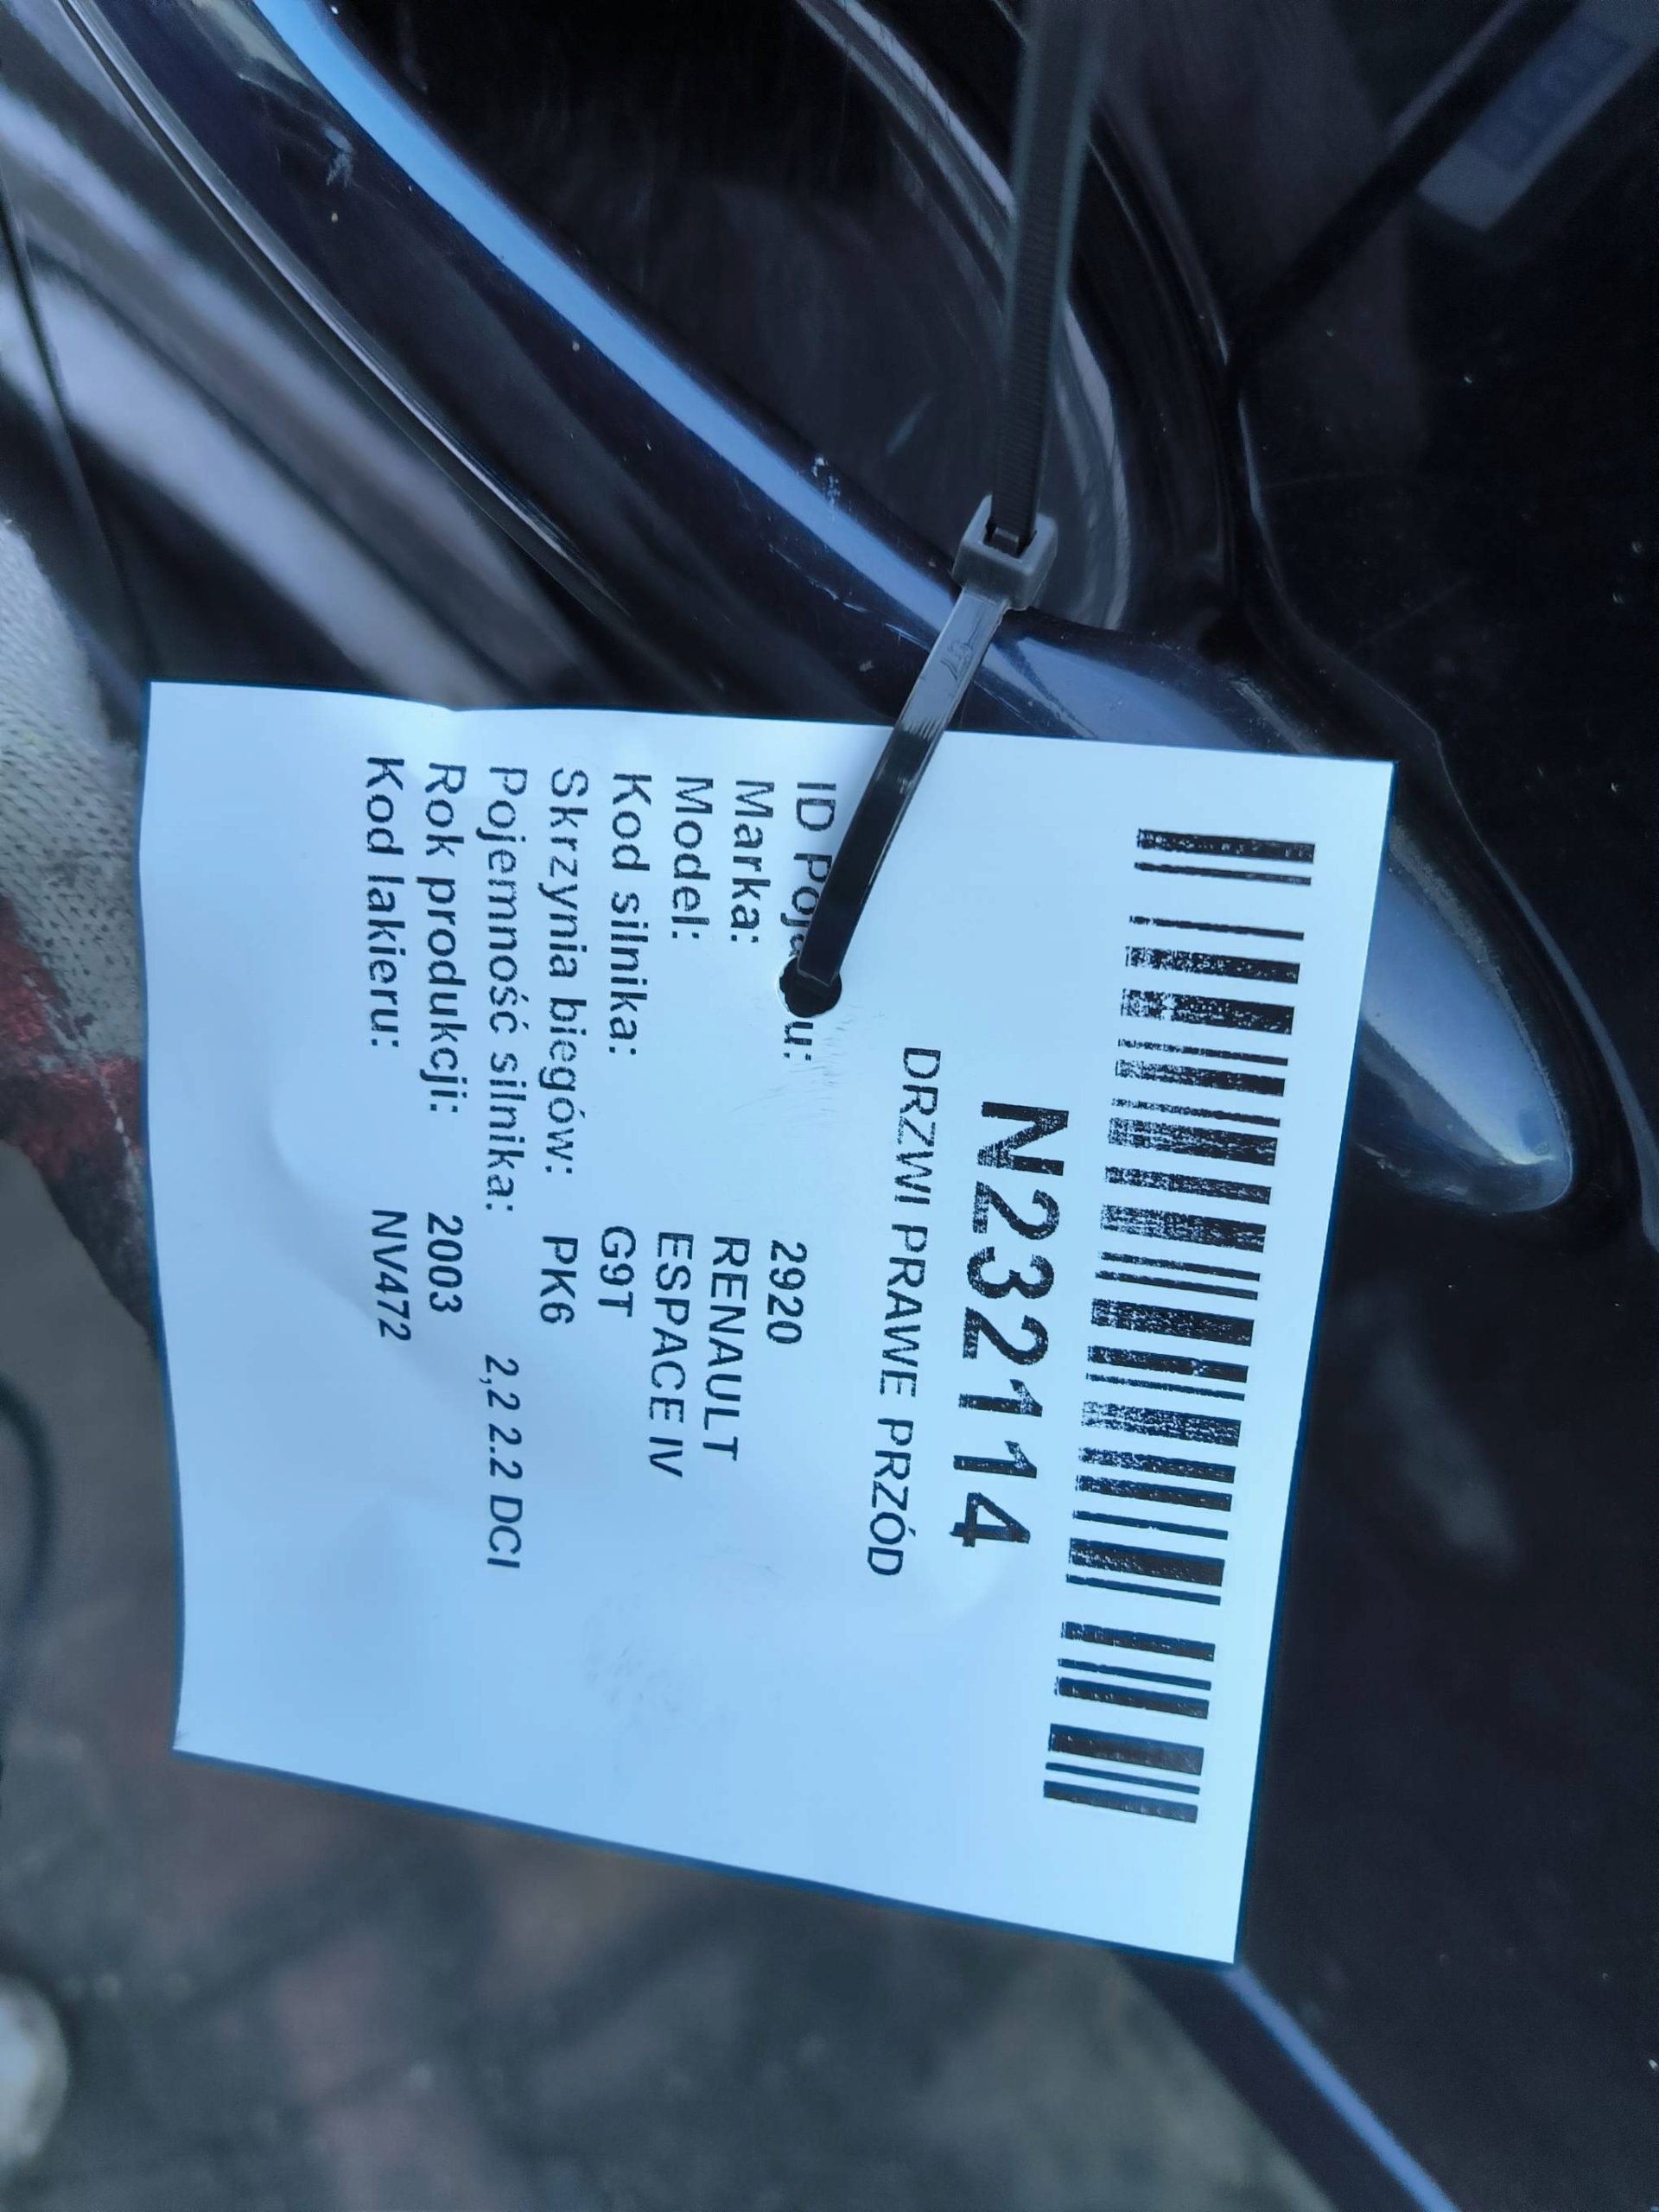 N232114
DRZWI PRAWE PRZÓD
ID 2920
Marka: RENAULT
Model: ESPACE IV
Kod silnika: G9T
Skrzynia biegów: PK6
Pojemność silnika: 2,2 2.2 DCI
Rok produkcji: 2003
Kod lakieru: NV472